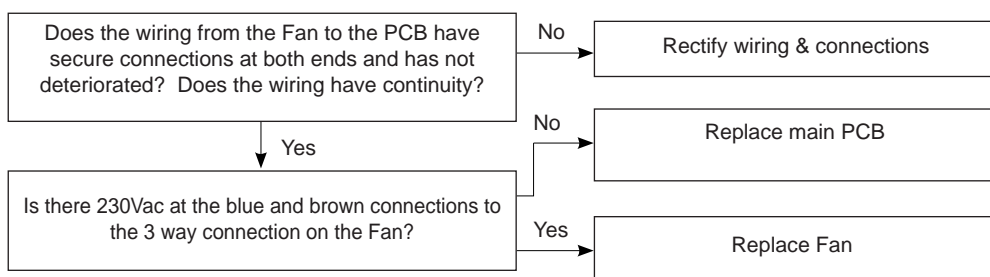 Does the wiring from the Fan to the PCB have
secure connections at both ends and has not
deteriorated?  Does the wiring have continuity?
No
Rectify wiring & connections
Yes
No
Replace main PCB
Is there 230Vac at the blue and brown connections to
the 3 way connection on the Fan?
Yes
Replace Fan